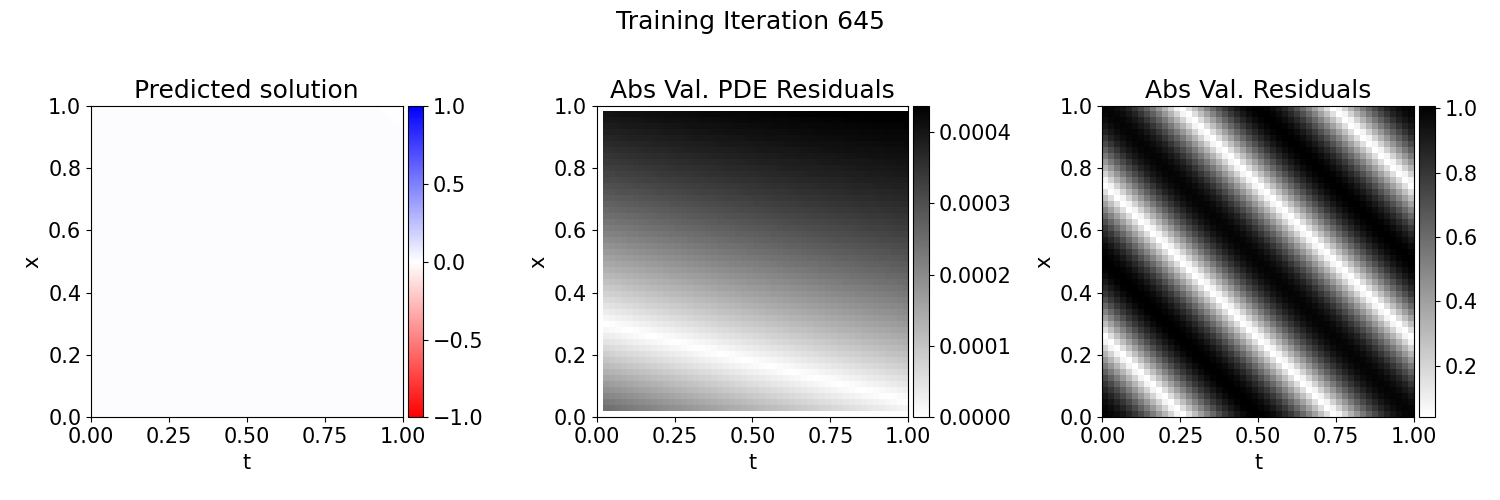 Training Iteration 645
Predicted solution
Abs Val. PDE Residuals
Abs Val. Residuals
1.0
0.8
0.6
0.4
0.2
0.0
x
0.00 0.25 0.50 0.75 1.00
t
1.0
0.5
0.0
−0.5
−1.0
1.0
0.8
0.6
0.4
0.2
0.0
x
0.00 0.25 0.50 0.75 1.00
t
0.0004
0.0003
0.0002
0.0001
0.0000
1.0
0.8
0.6
0.4
0.2
0.0
x
0.00 0.25 0.50 0.75 1.00
t
1.0
0.8
0.6
0.4
0.2